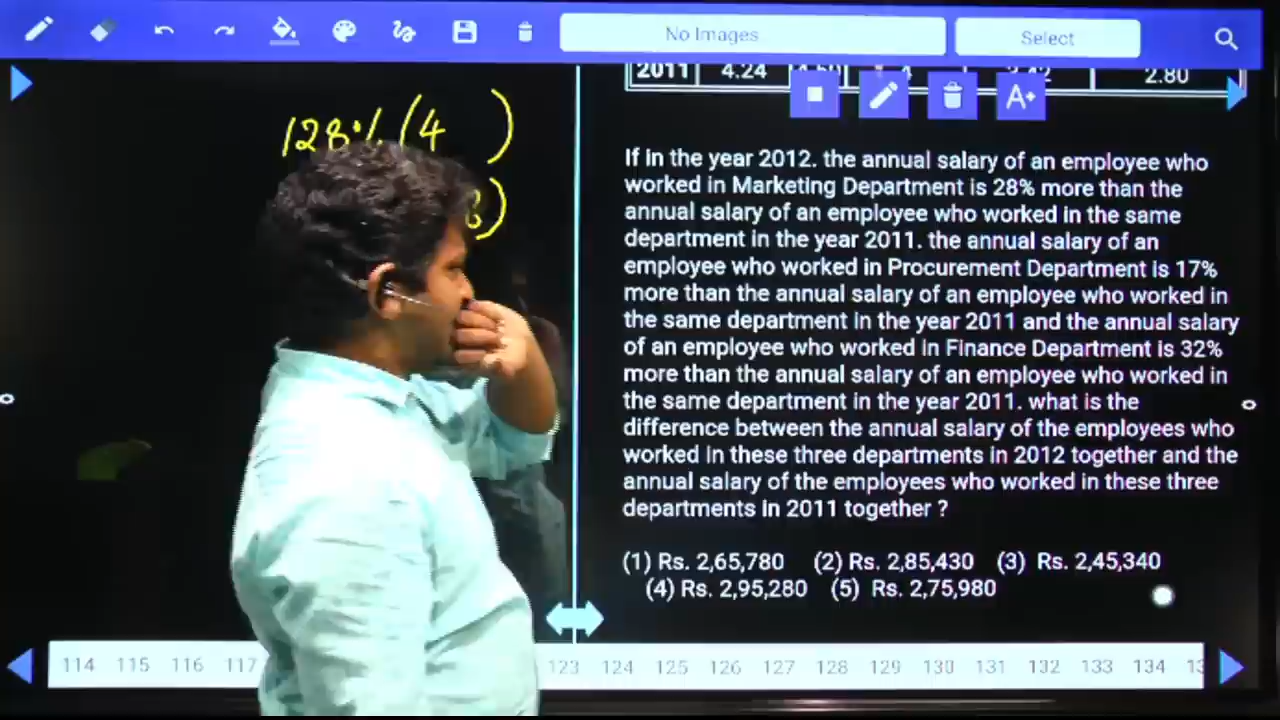 No Images
Select
2011 4.24 2.80
A+
128% (4 )
)
If in the year 2012. the annual salary of an employee who
worked in Marketing Department is 28% more than the
annual salary of an employee who worked in the same
department in the year 2011. the annual salary of an
employee who worked in Procurement Department is 17%
more than the annual salary of an employee who worked in
the same department in the year 2011 and the annual salary
of an employee who worked in Finance Department is 32%
more than the annual salary of an employee who worked in
the same department in the year 2011. what is the
difference between the annual salary of the employees who
worked in these three departments in 2012 together and the
annual salary of the employees who worked in these three
departments in 2011 together ?
(1) Rs. 2,65,780 (2) Rs. 2,85,430 (3) Rs. 2,45,340
(4) Rs. 2,95,280 (5) Rs. 2,75,980
114 115 116 117 123 124 125 126 127 128 129 130 131 132 133 134